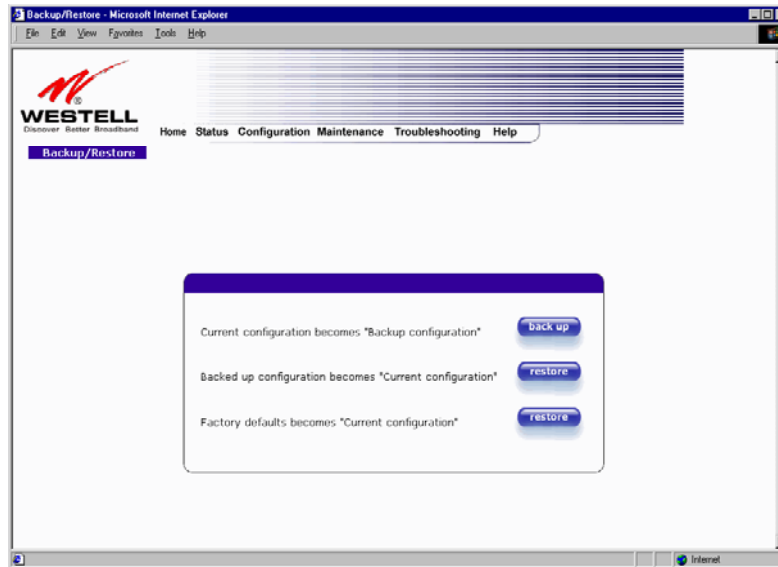 Backup/Restore - Microsoft Internet Explorer
File Edit View Favorites Tools Help
WESTELL
®
Discover Better Broadband
Home Status Configuration Maintenance Troubleshooting Help
Backup/Restore
Current configuration becomes "Backup configuration" back up
Backed up configuration becomes "Current configuration" restore
Factory defaults becomes "Current configuration" restore
Internet